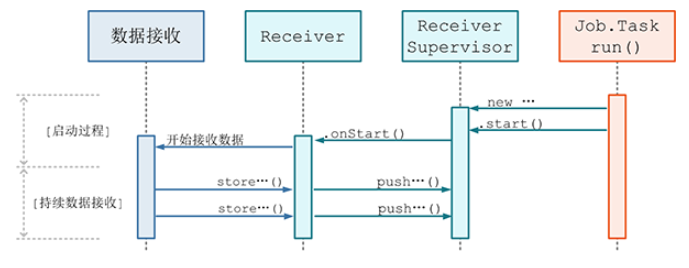 数据接收
Receiver
Receiver
Supervisor
Job.Task
run()
new …
.start()
[启动过程]
.onStart()
开始接收数据
store…()
push…()
[持续数据接收]
store…()
push…()